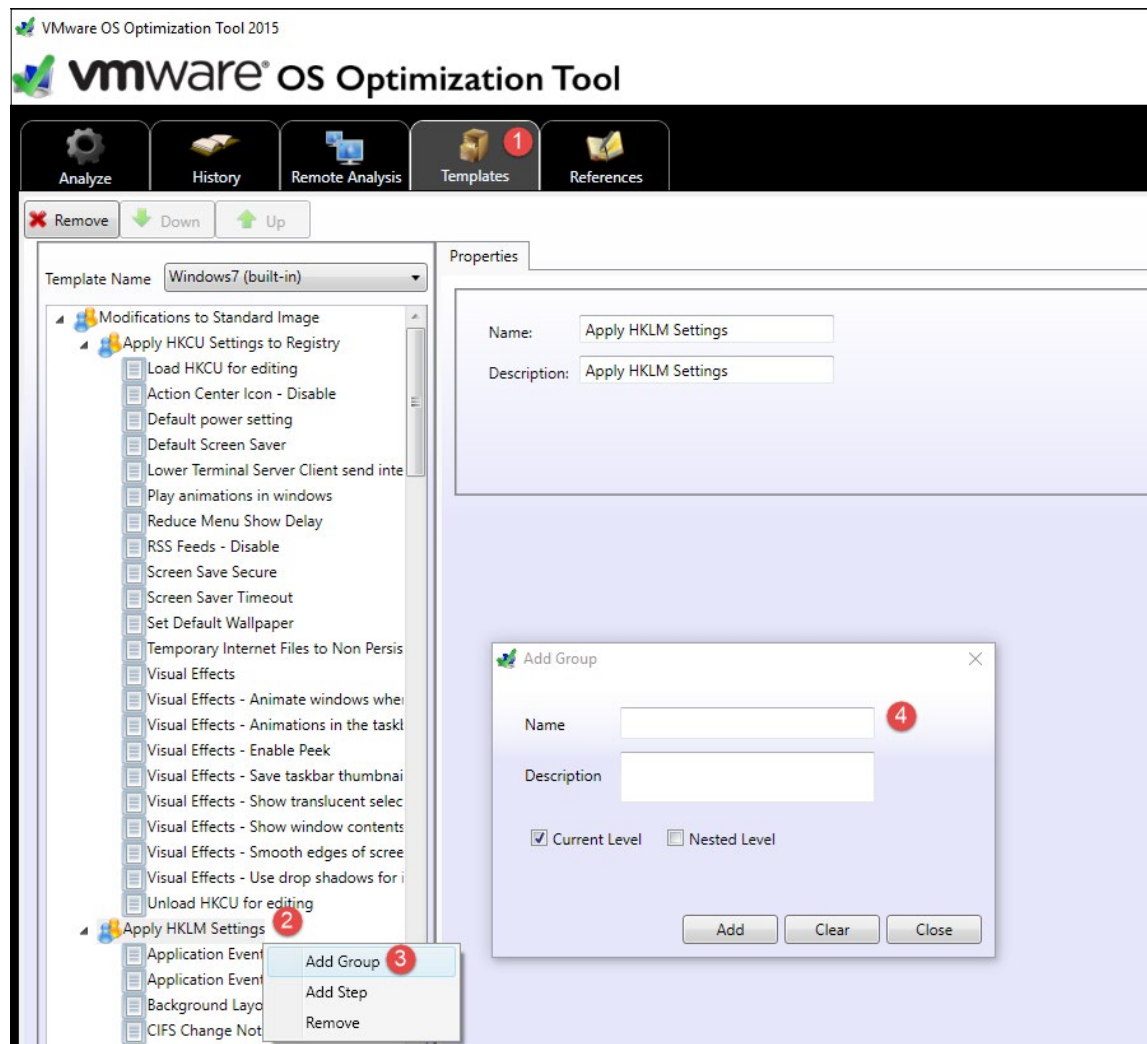 VMware OS Optimization Tool 2015
vmware® OS Optimization Tool
Analyze
History
Remote Analysis
Templates
1
References
Remove
Down
Up
Template Name
Windows7 (built-in)
Modifications to Standard Image
Apply HKCU Settings to Registry
Load HKCU for editing
Action Center Icon - Disable
Default power setting
Default Screen Saver
Lower Terminal Server Client send inte
Play animations in windows
Reduce Menu Show Delay
RSS Feeds - Disable
Screen Save Secure
Screen Saver Timeout
Set Default Wallpaper
Temporary Internet Files to Non Persis
Visual Effects
Visual Effects - Animate windows whe
Visual Effects - Animations in the task
Visual Effects - Enable Peek
Visual Effects - Save taskbar thumbnai
Visual Effects - Show translucent selec
Visual Effects - Show window contents
Visual Effects - Smooth edges of scree
Visual Effects - Use drop shadows for i
Unload HKCU for editing
Apply HKLM Settings
2
Application Event
Application Event
Background Layo
CIFS Change Not
Add Group
3
Add Step
Remove
Properties
Name:
Apply HKLM Settings
Description:
Apply HKLM Settings
Add Group
Name
4
Description
Current Level
Nested Level
Add
Clear
Close